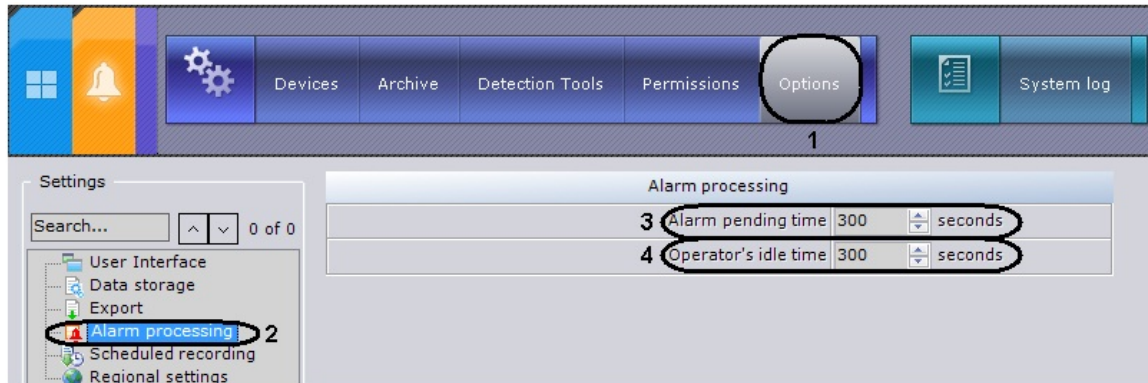 Devices Archive Detection Tools Permissions Options System log
1
Settings
Search... 0 of 0
User Interface
Data storage
Export
Alarm processing 2
Scheduled recording
Regional settings
Alarm processing
3 Alarm pending time 300 seconds
4 Operator's idle time 300 seconds